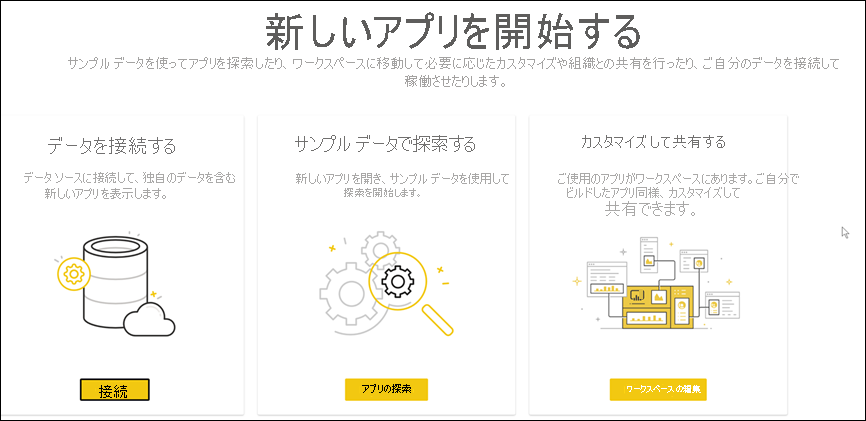 新しいアプリを開始する
サンプル データを使ってアプリを探索したり、ワークスペースに移動して必要に応じたカスタマイズや組織との共有を行ったり、ご自分のデータを接続して
稼働させたりします。
データを接続する
データ ソースに接続して、独自のデータを含む
新しいアプリを表示します。
接続
サンプル データで探索する
新しいアプリを開き、サンプル データを使用して
探索を開始します。
アプリの探索
カスタマイズして共有する
ご使用のアプリがワークスペースにあります。ご自分で
ビルドしたアプリ同様、カスタマイズして
共有できます。
ワークスペースの編集